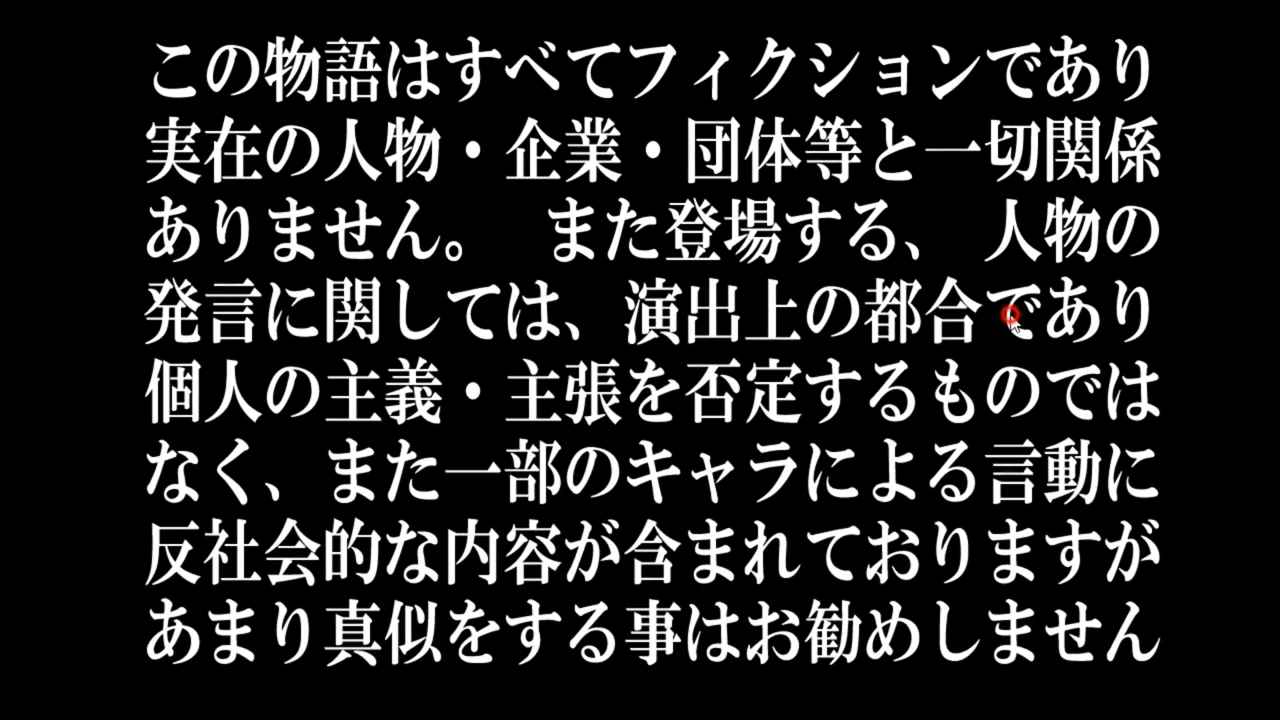 この物語はすべてフィクションであり
実在の人物・企業・団体等と一切関係
ありません。　また登場する、人物の
発言に関しては、演出上の都合であり
個人の主義・主張を否定するものでは
なく、また一部のキャラによる言動に
反社会的な内容が含まれておりますが
あまり真似をする事はお勧めしません